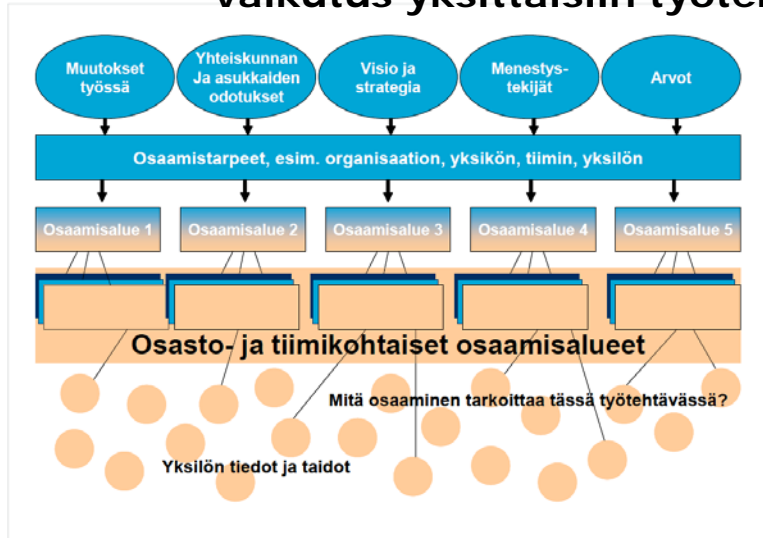 vaikutus yksittäisiin
Muutokset
työssä
Yhteiskunnan
Ja asukkaiden
odotukset
Visio ja
strategia
Menestys-
tekijät
Arvot
Osaamistarpeet, esim. organisaation, yksikön, tiimin, yksilön
Osaamisalue 1
Osaamisalue 2
Osaamisalue 3
Osaamisalue 4
Osaamisalue 5
Osasto- ja tiimikohtaiset osaamisalueet
Mitä osaaminen tarkoittaa tässä työtehtävässä?
Yksilön tiedot ja taidot